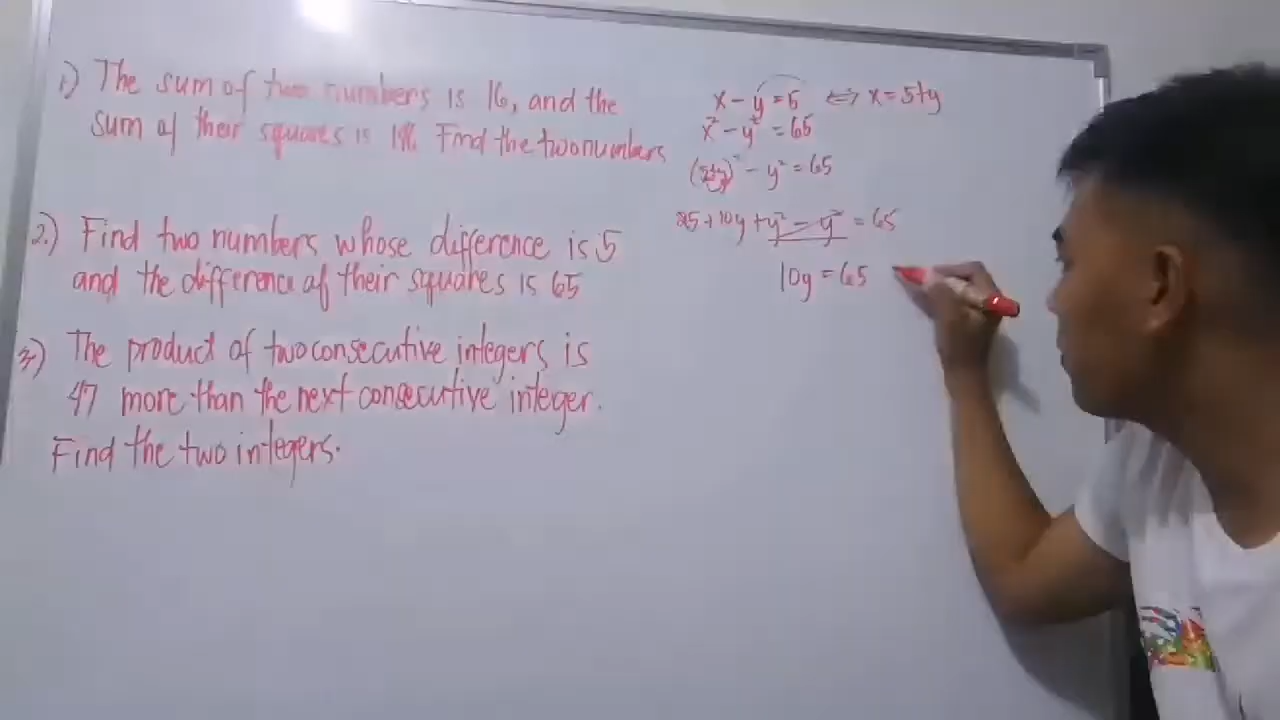 1.) The sum of two numbers is 16, and the
sum of their squares is Find the two numbers
2.) Find two numbers whose difference is 5
and the difference of their squares is 65
3.) The product of two consecutive integers is
47 more than the next consecutive integer.
Find the two integers.
x - y = 5 ⇔ x = 5+y
x² - y² = 65
(5+y)² - y² = 65
25 + 10y + y² - y² = 65
10y = 65